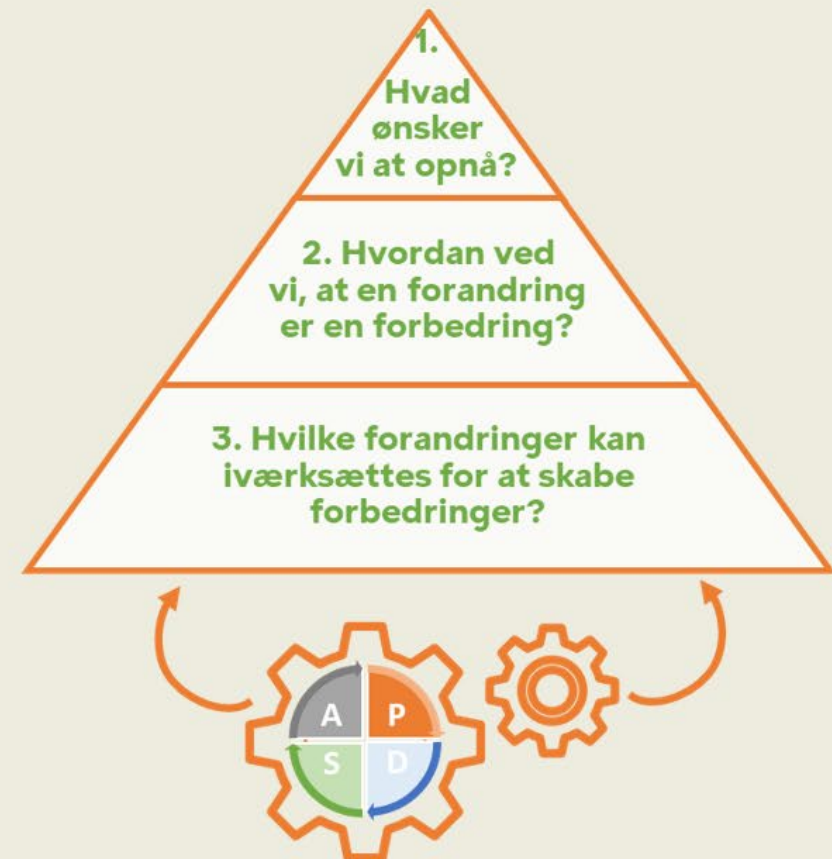 1.
Hvad
ønsker
vi at opnå?
2. Hvordan ved
vi, at en forandring
er en forbedring?
3. Hvilke forandringer kan
iværksættes for at skabe
forbedringer?
A P
S D